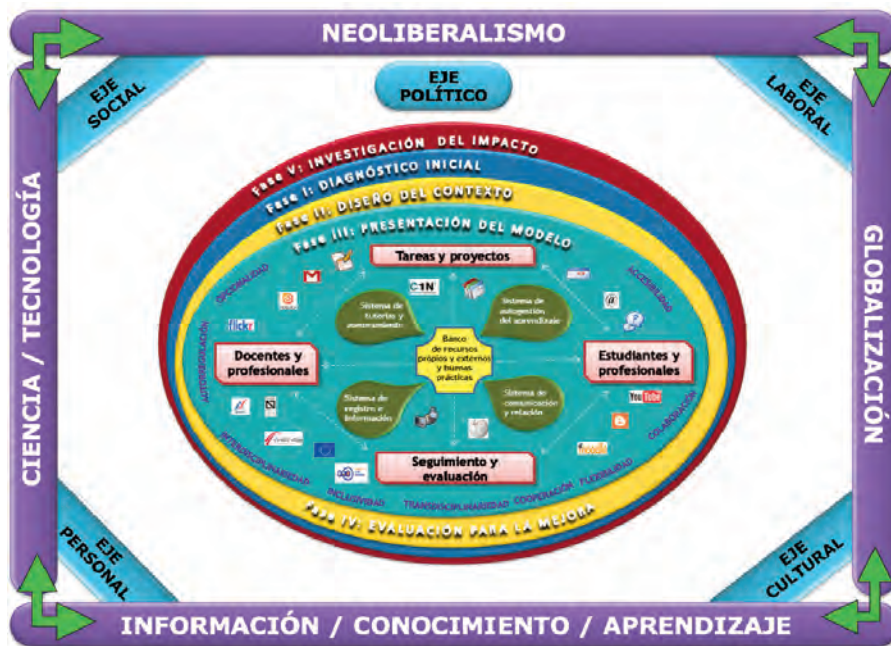 NEOLIBERALISMO
EJE
SOCIAL
EJE
POLÍTICO
EJE
LABORAL
CIENCIA / TECNOLOGÍA
GLOBALIZACIÓN
Fase V: INVESTIGACIÓN DEL IMPACTO
Fase I: DIAGNÓSTICO INICIAL
Fase II: DISEÑO DEL CONTEXTO
Fase III: PRESENTACIÓN DEL MODELO
Tareas y proyectos
OPCIONALIDAD
ACCESIBILIDAD
C1N
Sistema de
tutorías y
asesoramiento
Sistema de
autogestión
del aprendizaje
flickr
AUTORREGULACIÓN
Docentes y
profesionales
Banco
de recursos
propios y externos
y buenas
prácticas
Estudiantes y
profesionales
Sistema de
registro e
información
Sistema de
comunicación
y relación
YouTube
moodle
COLABORACIÓN
Seguimiento y
evaluación
INTERDISCIPLINARIEDAD
INCLUSIVIDAD
TRANSDISCIPLINARIEDAD
COOPERACIÓN
FLEXIBILIDAD
Fase IV: EVALUACIÓN PARA LA MEJORA
EJE
PERSONAL
EJE
CULTURAL
INFORMACIÓN / CONOCIMIENTO / APRENDIZAJE